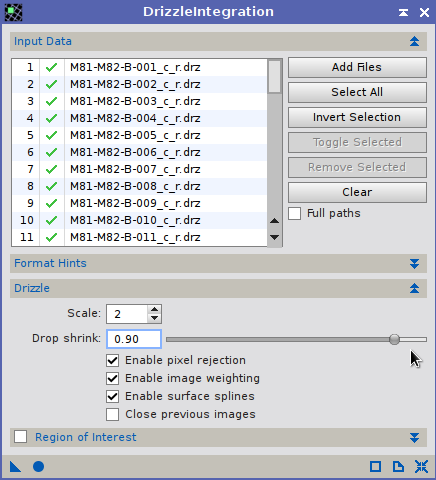 DrizzleIntegration
Input Data
1 M81-M82-B-001_c_r.drz
2 M81-M82-B-002_c_r.drz
3 M81-M82-B-003_c_r.drz
4 M81-M82-B-004_c_r.drz
5 M81-M82-B-005_c_r.drz
6 M81-M82-B-006_c_r.drz
7 M81-M82-B-007_c_r.drz
8 M81-M82-B-008_c_r.drz
9 M81-M82-B-009_c_r.drz
10 M81-M82-B-010_c_r.drz
11 M81-M82-B-011_c_r.drz
Add Files
Select All
Invert Selection
Toggle Selected
Remove Selected
Clear
Full paths
Format Hints
Drizzle
Scale: 2
Drop shrink: 0.90
Enable pixel rejection
Enable image weighting
Enable surface splines
Close previous images
Region of Interest